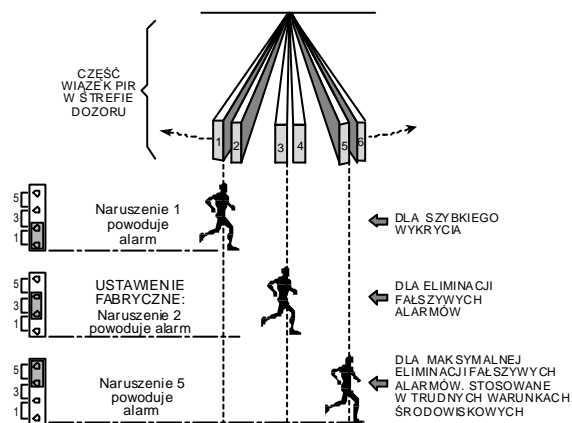 CZĘŚĆ
WIĄZEK PIR
W STREFIE
DOZORU
1
2
3
4
5
6
5
3
1
Naruszenie 1
powoduje
alarm
DLA SZYBKIEGO
WYKRYCIA
5
3
1
USTAWIENIE
FABRYCZNE:
Naruszenie 2
powoduje alarm
DLA ELIMINACJI
FAŁSZYWYCH
ALARMÓW
5
3
1
Naruszenie 5
powoduje
alarm
DLA MAKSYMALNEJ
ELIMINACJI FAŁSZYWYCH
ALARMÓW. STOSOWANE
W TRUDNYCH WARUNKACH
ŚRODOWISKOWYCH